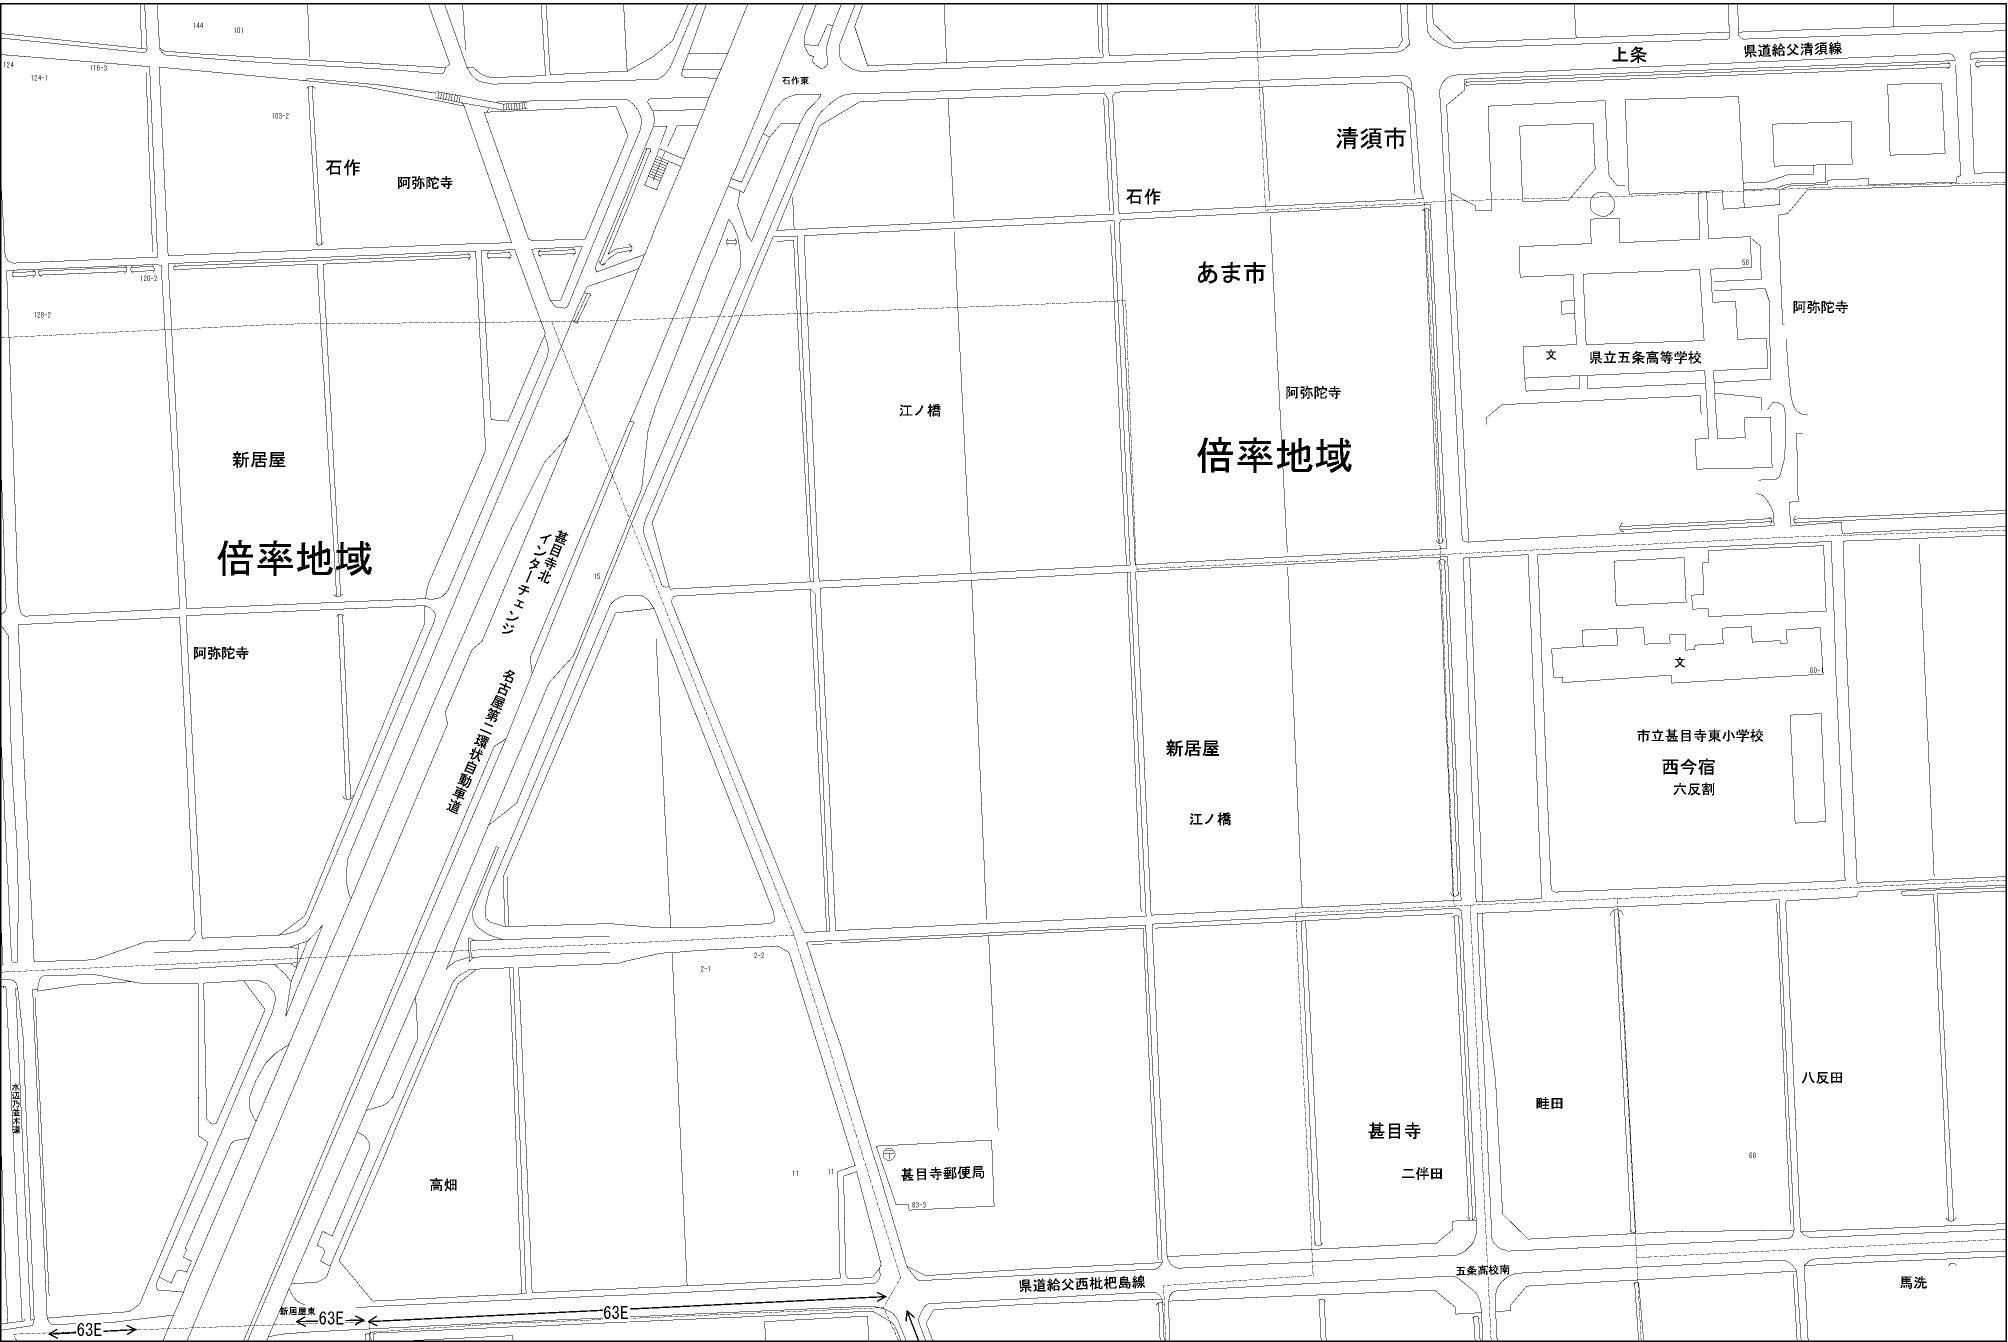 144
101
上条
県道給父清須線
124
124-1
116-3
石作東
103-2
清須市
石作
阿弥陀寺
石作
56
あま市
120-2
128-2
阿弥陀寺
文
県立五条高等学校
阿弥陀寺
江ノ橋
新居屋
倍率地域
倍率地域
甚目寺北
インターチェンジ
15
阿弥陀寺
文
60-1
名古屋第二環状自動車道
市立甚目寺東小学校
新居屋
西今宿
六反割
江ノ橋
2-2
2-1
水辺乃並木道
八反田
畦田
甚目寺
68
11
11
甚目寺郵便局
二伴田
高畑
83-3
五条高校南
県道給父西枇杷島線
馬洗
新居屋東
63E
63E
63E